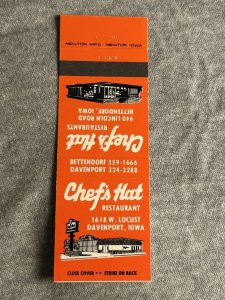 NEWTON MFG - NEWTON IOWA
BETTENDORF, IOWA
940 LINCOLN ROAD
RESTAURANTS
Chef's Hat
BETTENDORF 359-1666
DAVENPORT 324-3288
Chef's Hat
RESTAURANT
1618 W. LOCUST
DAVENPORT, IOWA
CLOSE COVER •• STRIKE ON BACK